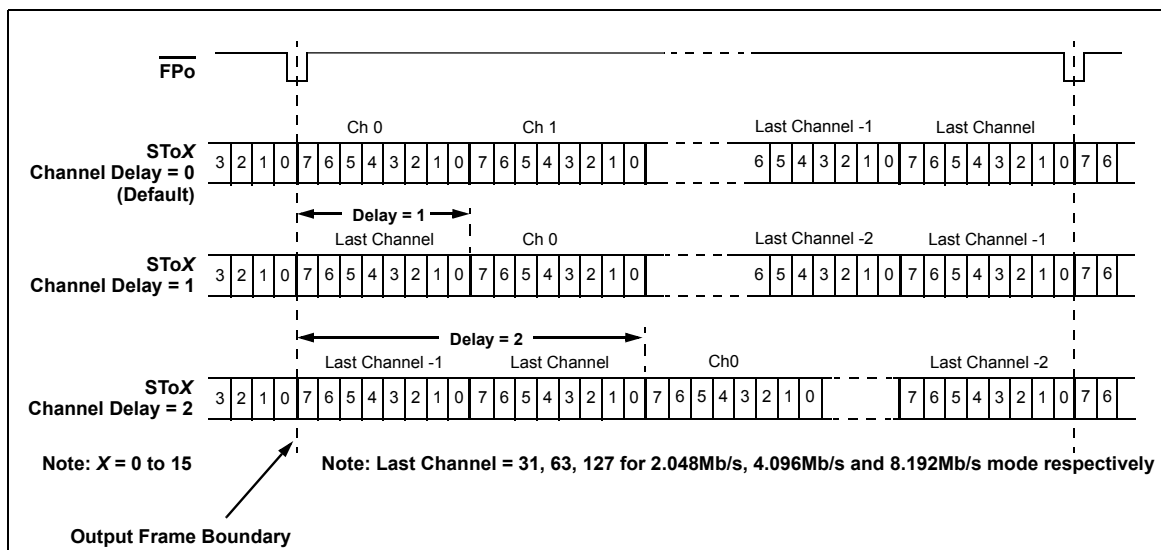 FPo
Ch 0 Ch 1 Last Channel -1 Last Channel
SToX
Channel Delay = 0
(Default)
3 2 1 0 7 6 5 4 3 2 1 0 7 6 5 4 3 2 1 0 6 5 4 3 2 1 0 7 6 5 4 3 2 1 0 7 6
Delay = 1
Last Channel Ch 0 Last Channel -2 Last Channel -1
SToX
Channel Delay = 1
3 2 1 0 7 6 5 4 3 2 1 0 7 6 5 4 3 2 1 0 6 5 4 3 2 1 0 7 6 5 4 3 2 1 0 7 6
Delay = 2
Last Channel -1 Last Channel Ch0 Last Channel -2
SToX
Channel Delay = 2
3 2 1 0 7 6 5 4 3 2 1 0 7 6 5 4 3 2 1 0 7 6 5 4 3 2 1 0 7 6 5 4 3 2 1 0 7 6
Note: X = 0 to 15
Note: Last Channel = 31, 63, 127 for 2.048Mb/s, 4.096Mb/s and 8.192Mb/s mode respectively
Output Frame Boundary